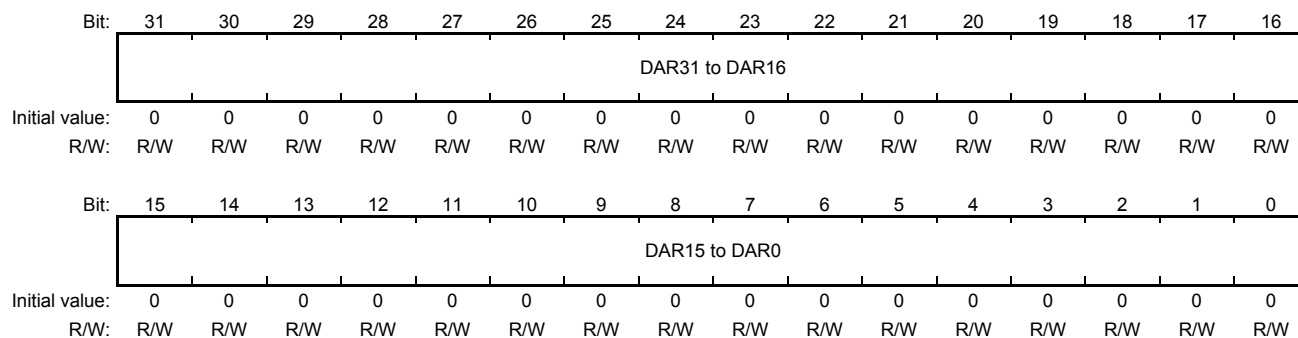 Bit: 31 30 29 28 27 26 25 24 23 22 21 20 19 18 17 16
DAR31 to DAR16
Initial value: 0 0 0 0 0 0 0 0 0 0 0 0 0 0 0 0
R/W: R/W R/W R/W R/W R/W R/W R/W R/W R/W R/W R/W R/W R/W R/W R/W R/W
Bit: 15 14 13 12 11 10 9 8 7 6 5 4 3 2 1 0
DAR15 to DAR0
Initial value: 0 0 0 0 0 0 0 0 0 0 0 0 0 0 0 0
R/W: R/W R/W R/W R/W R/W R/W R/W R/W R/W R/W R/W R/W R/W R/W R/W R/W